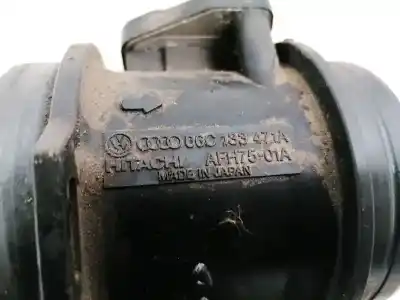 06C 133 471A
HITACHI AFH75-01A
MADE IN JAPAN